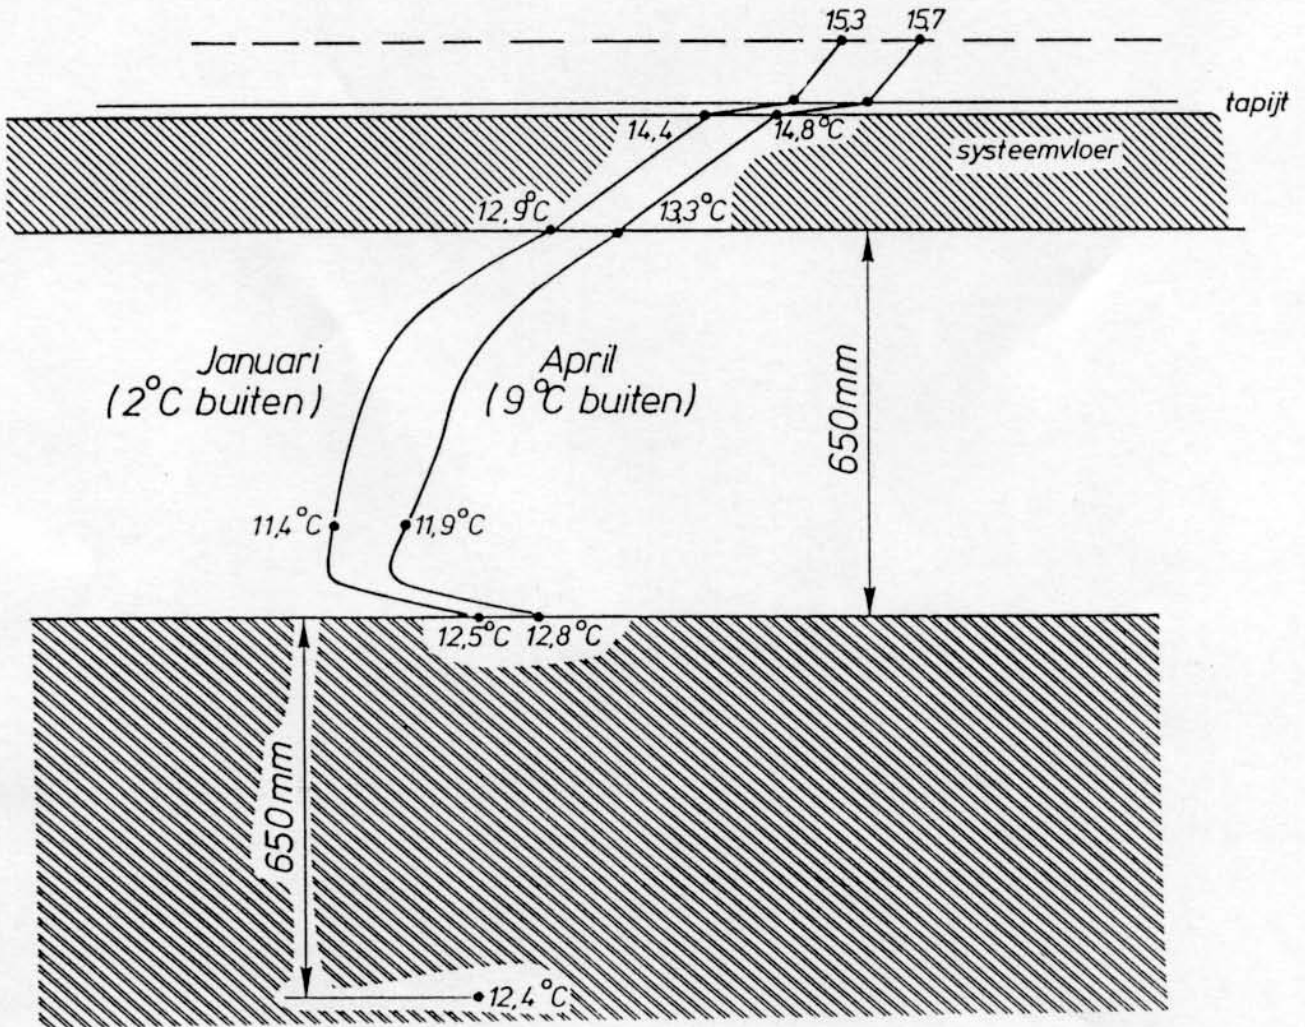 15,3
15,7
tapijt
14,4
14,8°C
systeemvloer
12,9°C
13,3°C
Januari
(2°C buiten)
April
(9°C buiten)
650mm
11,4°C
11,9°C
12,5°C
12,8°C
650mm
12,4°C